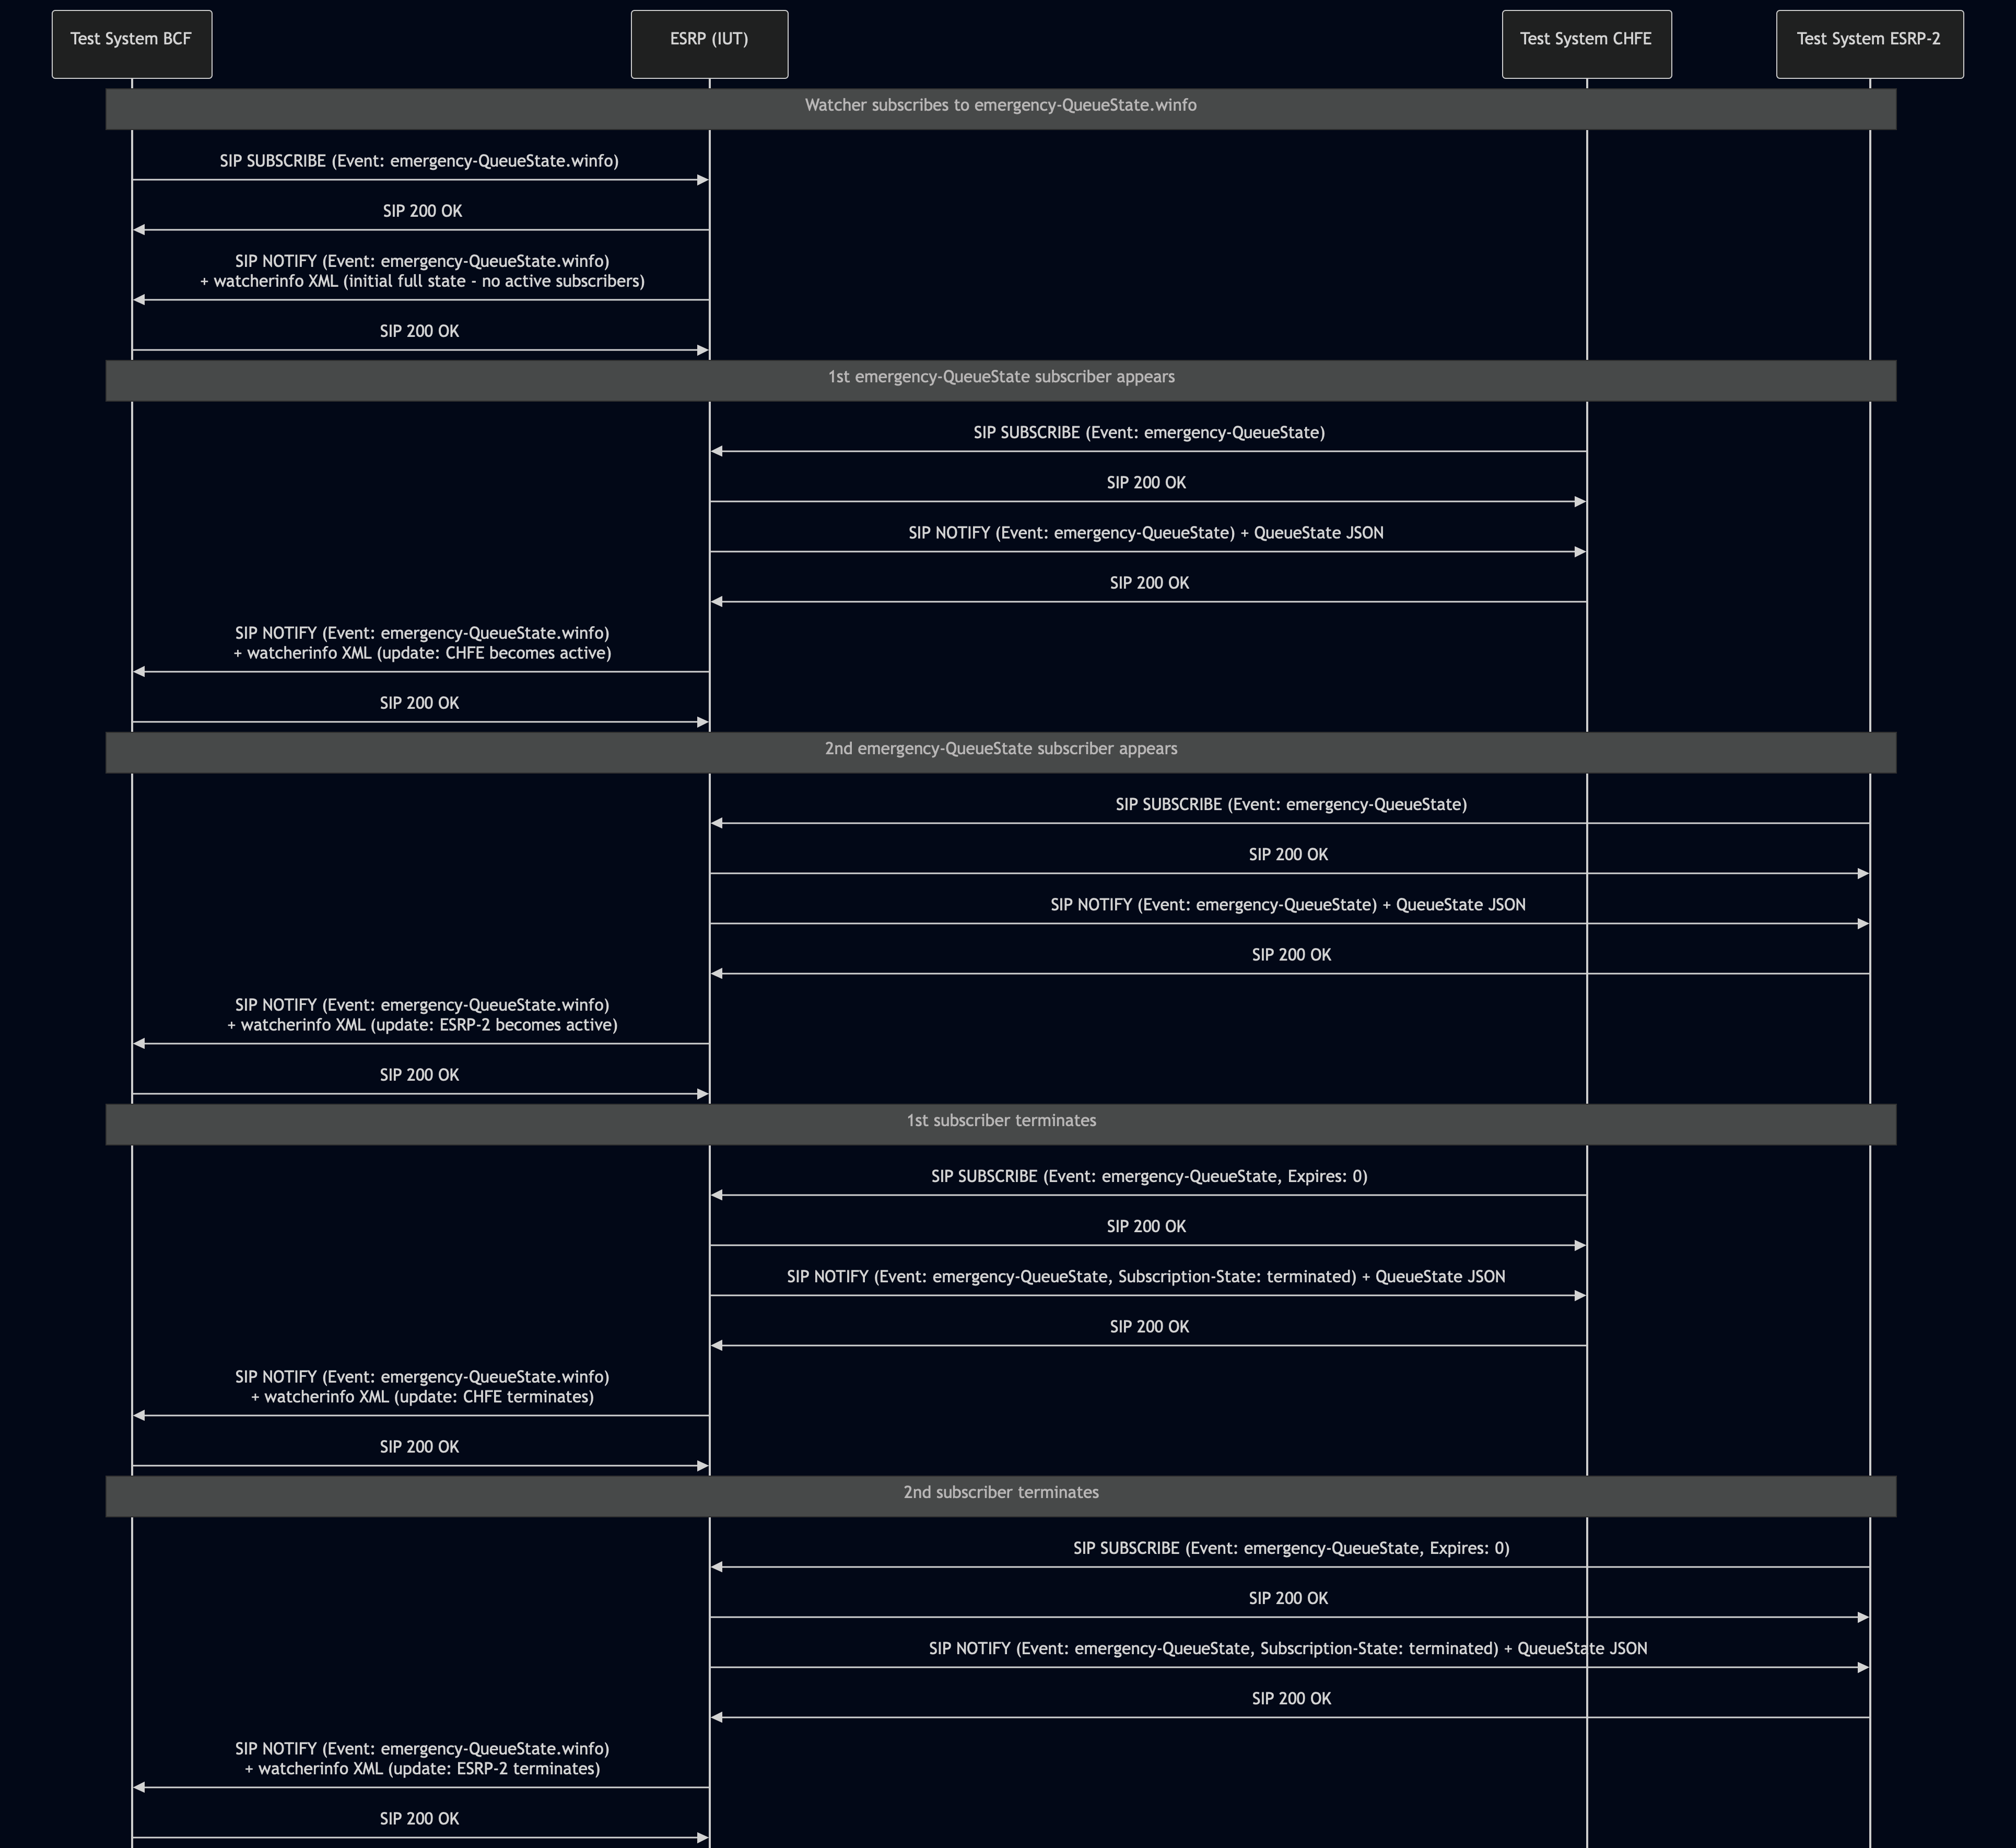 Test System BCF
ESRP (IUT)
Test System CHFE
Test System ESRP-2
Watcher subscribes to emergency-QueueState.winfo
SIP SUBSCRIBE (Event: emergency-QueueState.winfo)
SIP 200 OK
SIP NOTIFY (Event: emergency-QueueState.winfo)
+ watcherinfo XML (initial full state - no active subscribers)
SIP 200 OK
1st emergency-QueueState subscriber appears
SIP SUBSCRIBE (Event: emergency-QueueState)
SIP 200 OK
SIP NOTIFY (Event: emergency-QueueState) + QueueState JSON
SIP 200 OK
SIP NOTIFY (Event: emergency-QueueState.winfo)
+ watcherinfo XML (update: CHFE becomes active)
SIP 200 OK
2nd emergency-QueueState subscriber appears
SIP SUBSCRIBE (Event: emergency-QueueState)
SIP 200 OK
SIP NOTIFY (Event: emergency-QueueState) + QueueState JSON
SIP 200 OK
SIP NOTIFY (Event: emergency-QueueState.winfo)
+ watcherinfo XML (update: ESRP-2 becomes active)
SIP 200 OK
1st subscriber terminates
SIP SUBSCRIBE (Event: emergency-QueueState, Expires: 0)
SIP 200 OK
SIP NOTIFY (Event: emergency-QueueState, Subscription-State: terminated) + QueueState JSON
SIP 200 OK
SIP NOTIFY (Event: emergency-QueueState.winfo)
+ watcherinfo XML (update: CHFE terminates)
SIP 200 OK
2nd subscriber terminates
SIP SUBSCRIBE (Event: emergency-QueueState, Expires: 0)
SIP 200 OK
SIP NOTIFY (Event: emergency-QueueState, Subscription-State: terminated) + QueueState JSON
SIP 200 OK
SIP NOTIFY (Event: emergency-QueueState.winfo)
+ watcherinfo XML (update: ESRP-2 terminates)
SIP 200 OK